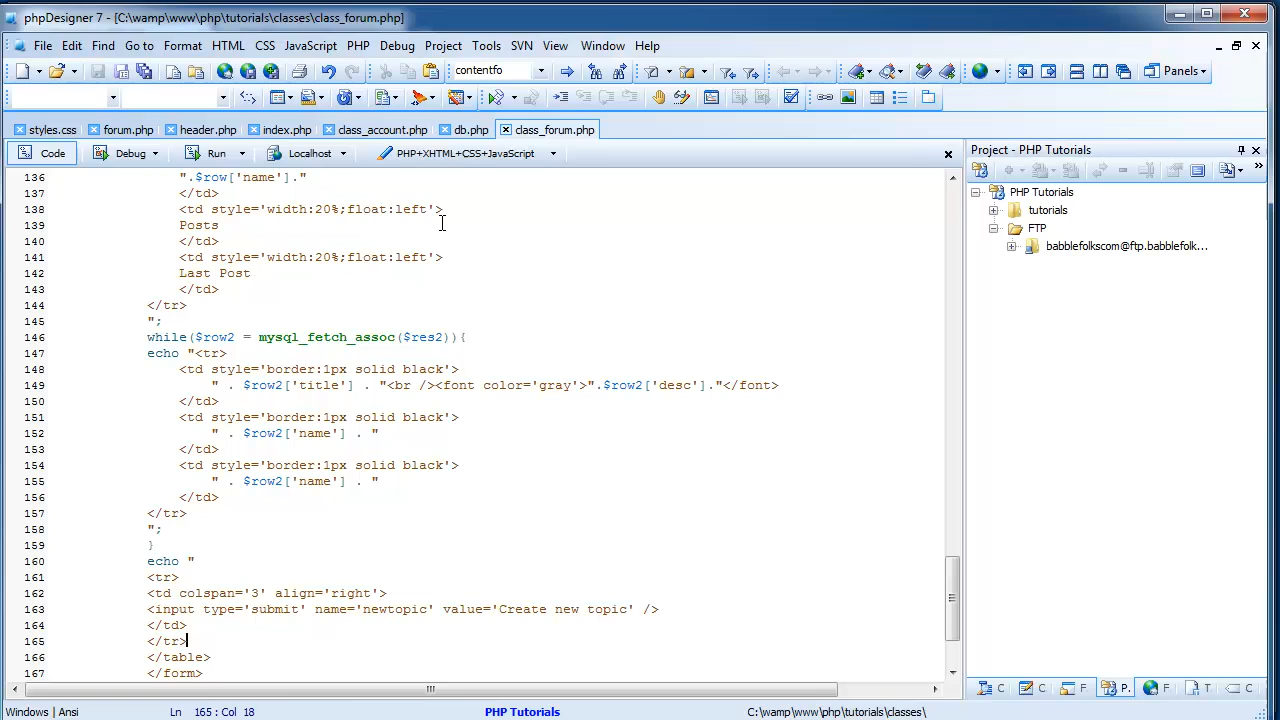 phpDesigner 7 - [C:\wamp\www\php\tutorials\classes\class_forum.php]
File Edit Find Go to Format HTML CSS JavaScript PHP Debug Project Tools SVN View Window Help
contentfo
Panels
styles.css forum.php header.php index.php class_account.php db.php class_forum.php
Code Debug Run Localhost PHP+XHTML+CSS+JavaScript
136 ".$row['name']."
137 </td>
138 <td style='width:20%;float:left'>
139 Posts
140 </td>
141 <td style='width:20%;float:left'>
142 Last Post
143 </td>
144 </tr>
145 ";
146 while($row2 = mysql_fetch_assoc($res2)){
147 echo "<tr>
148 <td style='border:1px solid black'>
149 " . $row2['title'] . "<br /><font color='gray'>".$row2['desc']."</font>
150 </td>
151 <td style='border:1px solid black'>
152 " . $row2['name'] . "
153 </td>
154 <td style='border:1px solid black'>
155 " . $row2['name'] . "
156 </td>
157 </tr>
158 ";
159 }
160 echo "
161 <tr>
162 <td colspan='3' align='right'>
163 <input type='submit' name='newtopic' value='Create new topic' />
164 </td>
165 </tr>
166 </table>
167 </form>
Project - PHP Tutorials
PHP Tutorials
tutorials
FTP
babblefolkscom@ftp.babblefolk...
C C F P. F T C
Windows | Ansi Ln 165 : Col 18 PHP Tutorials C:\wamp\www\php\tutorials\classes\